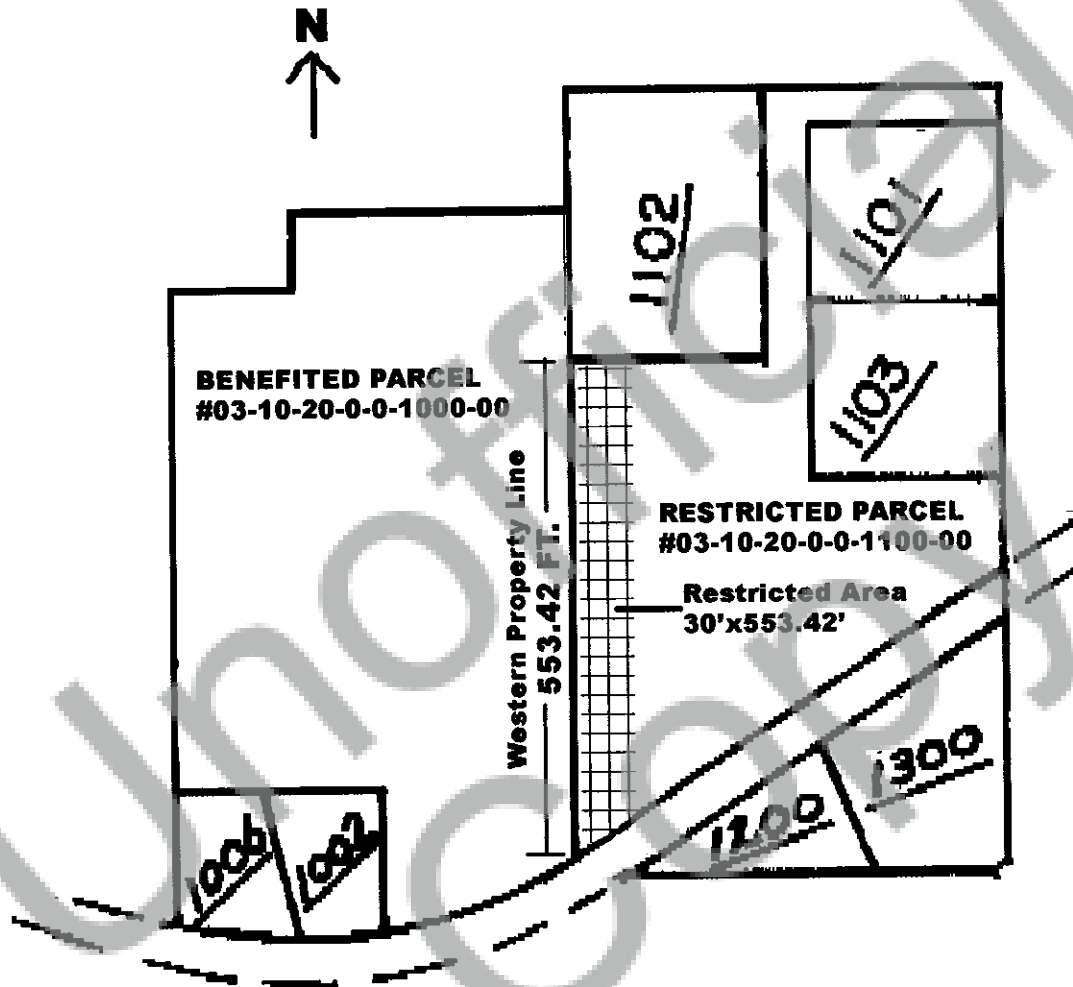 N
1102
1101
1103
BENEFITED PARCEL
#03-10-20-0-0-1000-00
Western Property Line
553.42 FT.
RESTRICTED PARCEL
#03-10-20-0-0-1100-00
Restricted Area
30'x553.42'
1300
1200
1006
1002
Unofficial
Copy